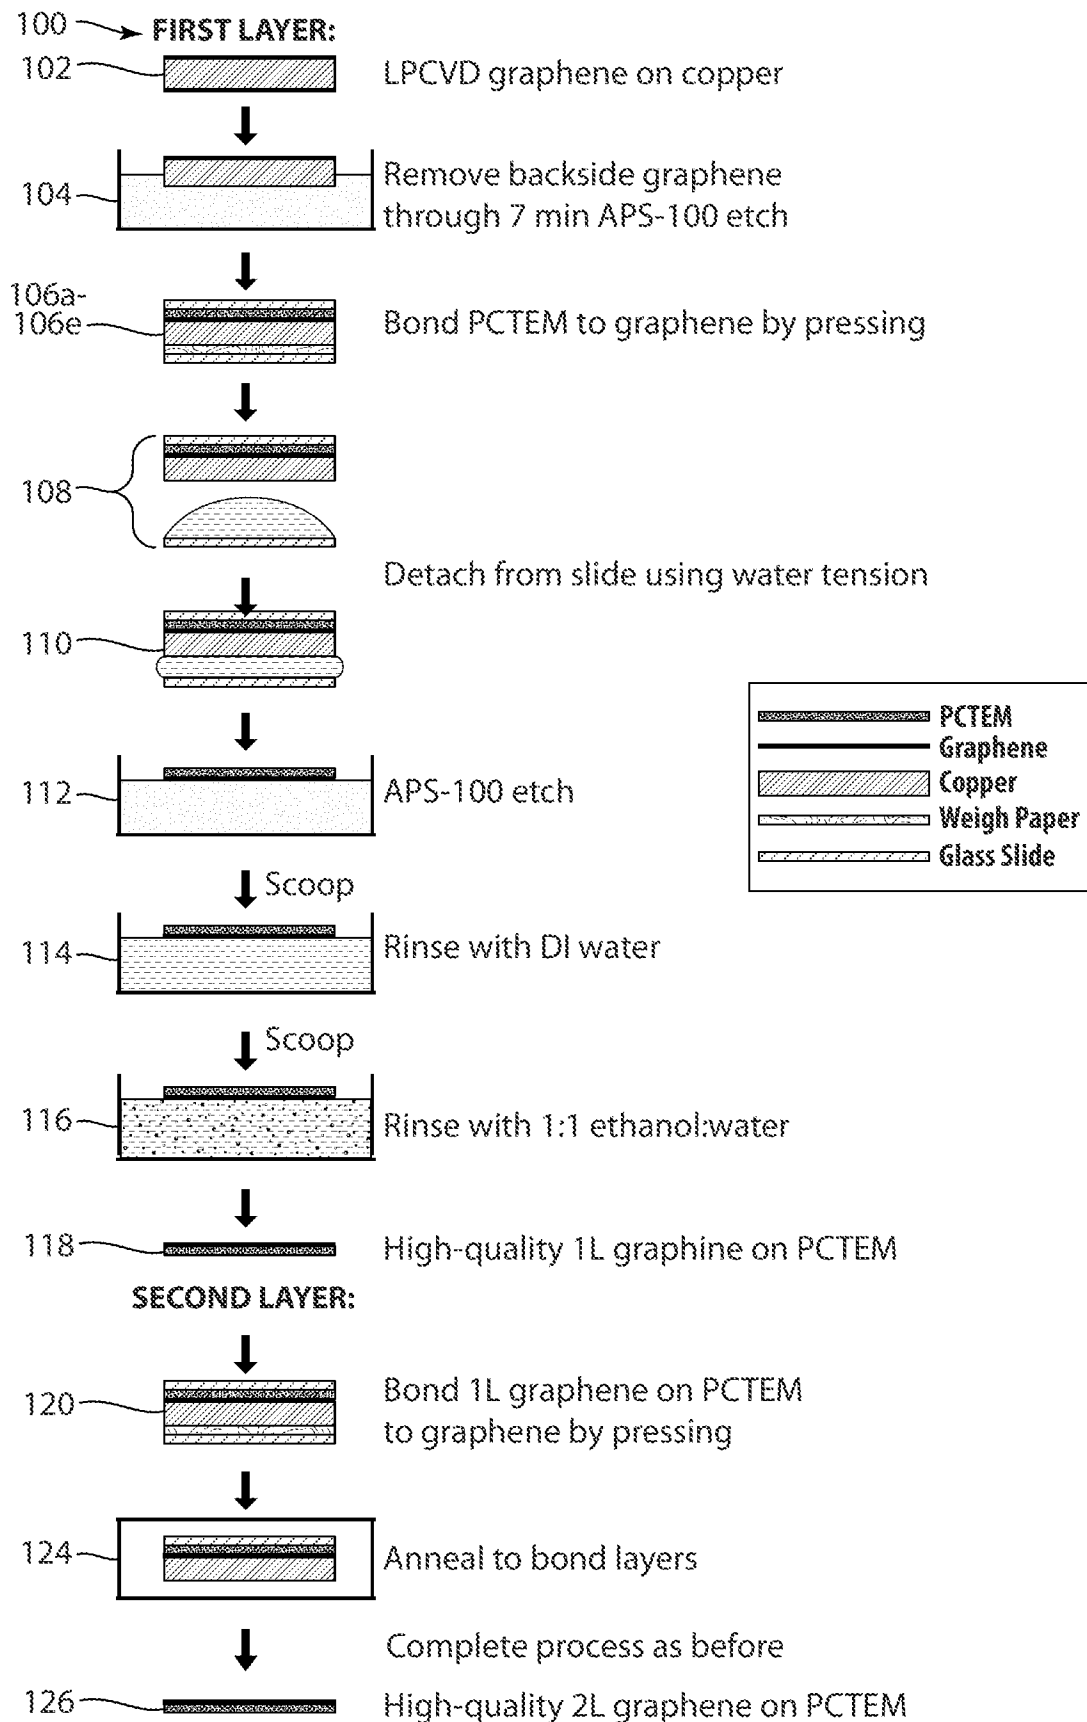 100
FIRST LAYER:
102
LPCVD graphene on copper
104
Remove backside graphene
through 7 min APS-100 etch
106a-
106e
Bond PCTEM to graphene by pressing
108
Detach from slide using water tension
110
PCTEM
Graphene
Copper
Weigh Paper
Glass Slide
112
APS-100 etch
Scoop
114
Rinse with DI water
Scoop
116
Rinse with 1:1 ethanol:water
118
High-quality 1L graphine on PCTEM
SECOND LAYER:
120
Bond 1L graphene on PCTEM
to graphene by pressing
124
Anneal to bond layers
Complete process as before
126
High-quality 2L graphene on PCTEM